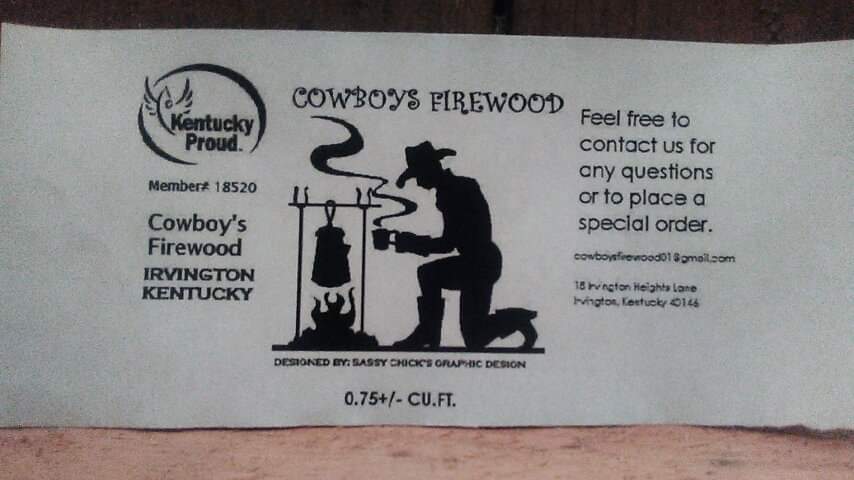 Kentucky
Proud.
Member# 18520
Cowboy's
Firewood
IRVINGTON
KENTUCKY
COWBOYS FIREWOOD
DESIGNED BY: SASSY CHICK'S GRAPHIC DESIGN
0.75+/- CU.FT.
Feel free to
contact us for
any questions
or to place a
special order.
cowboysfirewood01@gmail.com
18 Irvington Heights Lane
Irvington, Kentucky 40146